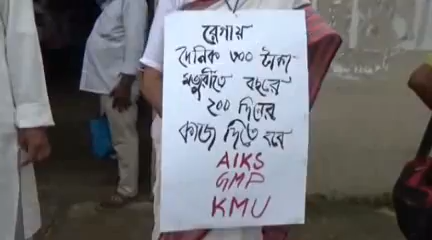 রেগায়
দৈনিক ৩০০ টাকা
মজুরীতে বছরে
২০০ দিনের
কাজ দিতে হবে
AIKS
GMP
KMU